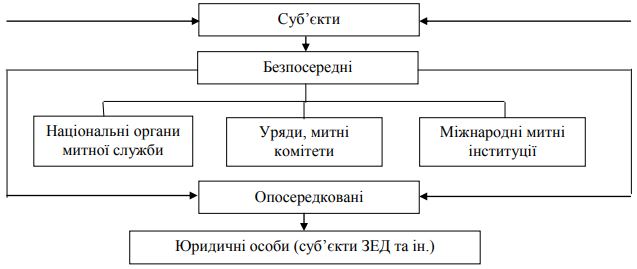 Суб’єкти
Безпосередні
Національні органи
митної служби
Уряди, митні
комітети
Міжнародні митні
інституції
Опосередковані
Юридичні особи (суб’єкти ЗЕД та ін.)